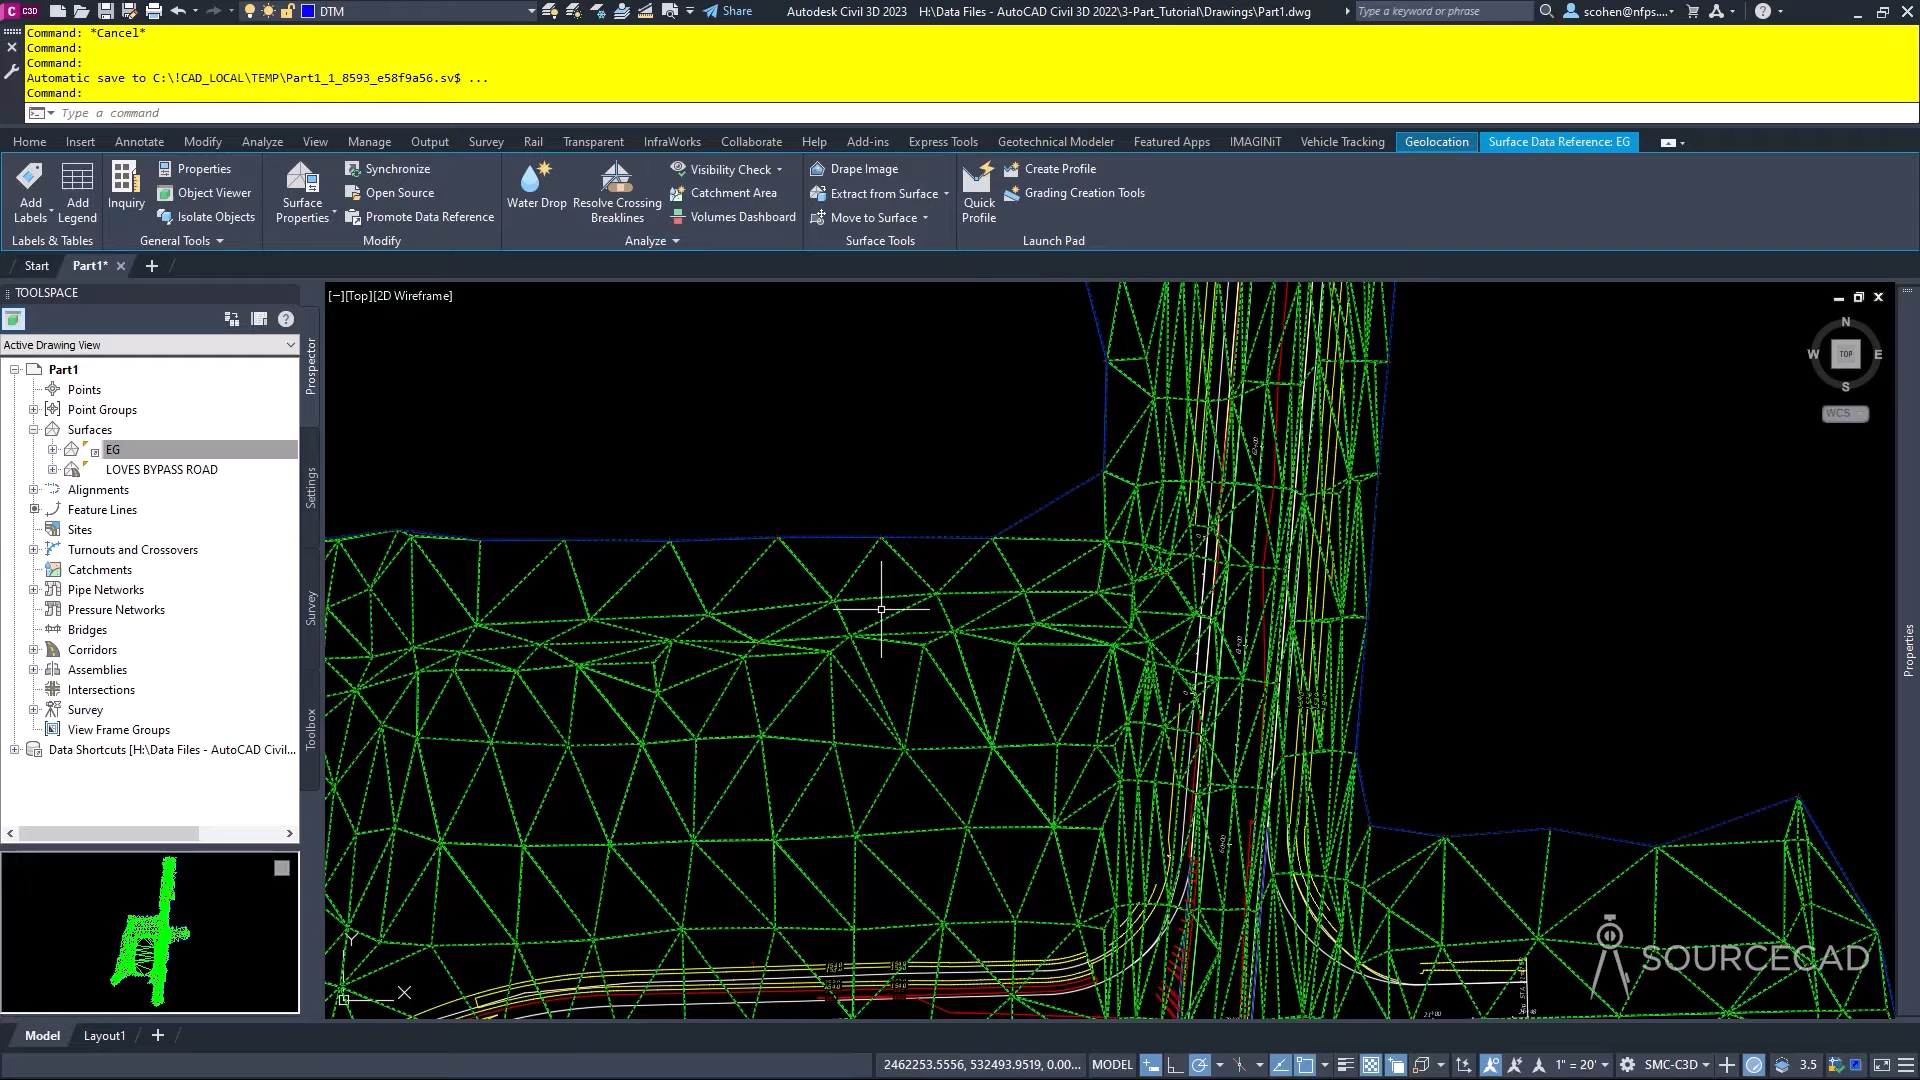 C3D DTM Share Autodesk Civil 3D 2023 H:\Data Files - AutoCAD Civil 3D 2022\3-Part_Tutorial\Drawings\Part1.dwg Type a keyword or phrase scohen@nfps....
Command: *Cancel*
Command:
Command:
Automatic save to C:\!CAD_LOCAL\TEMP\Part1_1_8593_e58f9a56.sv$ ...
Command:
Type a command
Home Insert Annotate Modify Analyze View Manage Output Survey Rail Transparent InfraWorks Collaborate Help Add-ins Express Tools Geotechnical Modeler Featured Apps IMAGINiT Vehicle Tracking Geolocation Surface Data Reference: EG
Properties Synchronize Visibility Check Drape Image Create Profile
Object Viewer Open Source Catchment Area Extract from Surface Grading Creation Tools
Add Labels Add Legend Inquiry Surface Properties Water Drop Resolve Crossing Breaklines Quick Profile
Isolate Objects Promote Data Reference Volumes Dashboard Move to Surface
Labels & Tables General Tools Modify Analyze Surface Tools Launch Pad
Start Part1*
TOOLSPACE
[−][Top][2D Wireframe]
Active Drawing View
Part1
Points
Point Groups
Surfaces
EG
LOVES BYPASS ROAD
Alignments
Feature Lines
Sites
Turnouts and Crossovers
Catchments
Pipe Networks
Pressure Networks
Bridges
Corridors
Assemblies
Intersections
Survey
View Frame Groups
Data Shortcuts [H:\Data Files - AutoCAD Civil...
Prospector
Settings
Survey
Toolbox
N
W TOP E
S
WCS
Properties
Y
X
SOURCECAD
Model Layout1
2462253.5556, 532493.9519, 0.00... MODEL 1" = 20' SMC-C3D 3.5